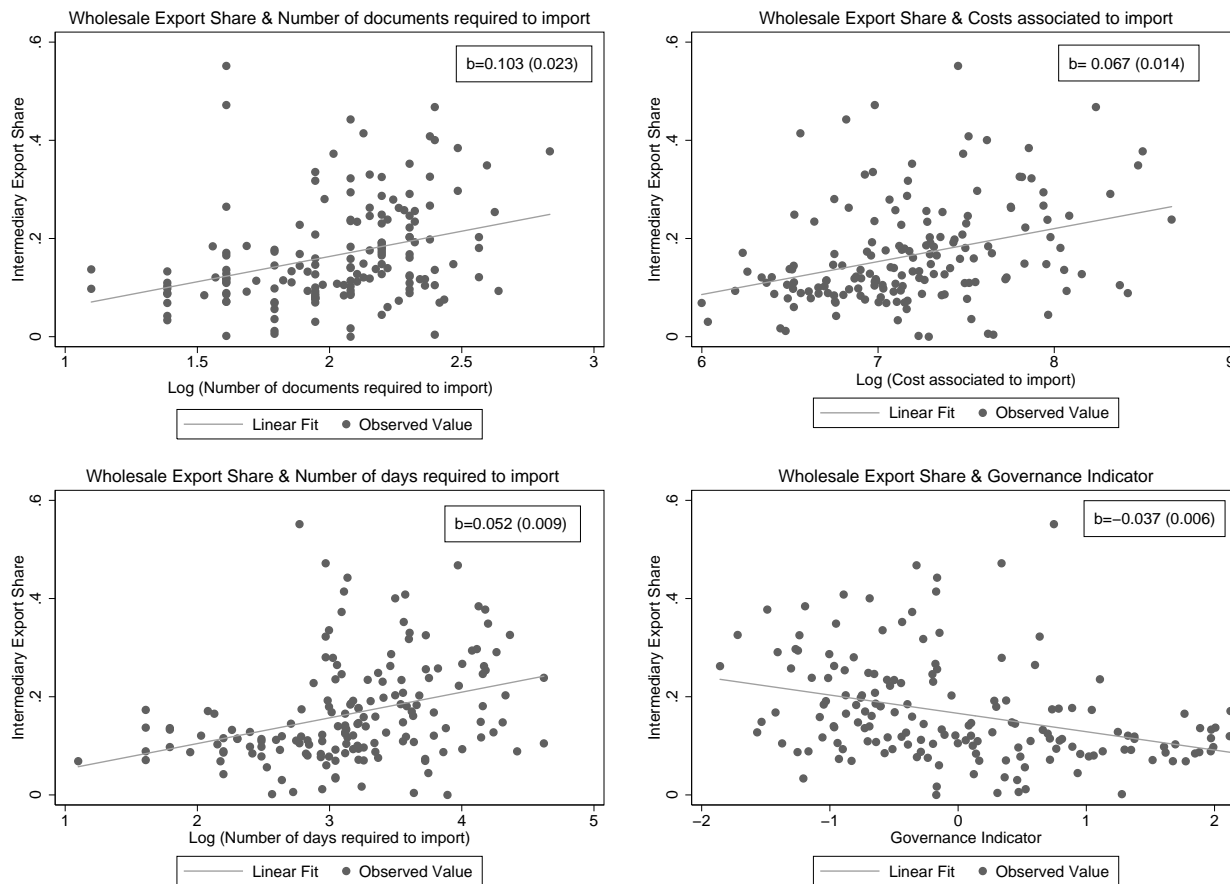 Wholesale Export Share & Number of documents required to import
b=0.103 (0.023)
Intermediary Export Share
0 .2 .4 .6
1 1.5 2 2.5 3
Log (Number of documents required to import)
Linear Fit Observed Value
Wholesale Export Share & Costs associated to import
b= 0.067 (0.014)
Intermediary Export Share
0 .2 .4 .6
6 7 8 9
Log (Cost associated to import)
Linear Fit Observed Value
Wholesale Export Share & Number of days required to import
b=0.052 (0.009)
Intermediary Export Share
0 .2 .4 .6
1 2 3 4 5
Log (Number of days required to import)
Linear Fit Observed Value
Wholesale Export Share & Governance Indicator
b=−0.037 (0.006)
Intermediary Export Share
0 .2 .4 .6
−2 −1 0 1 2
Governance Indicator
Linear Fit Observed Value